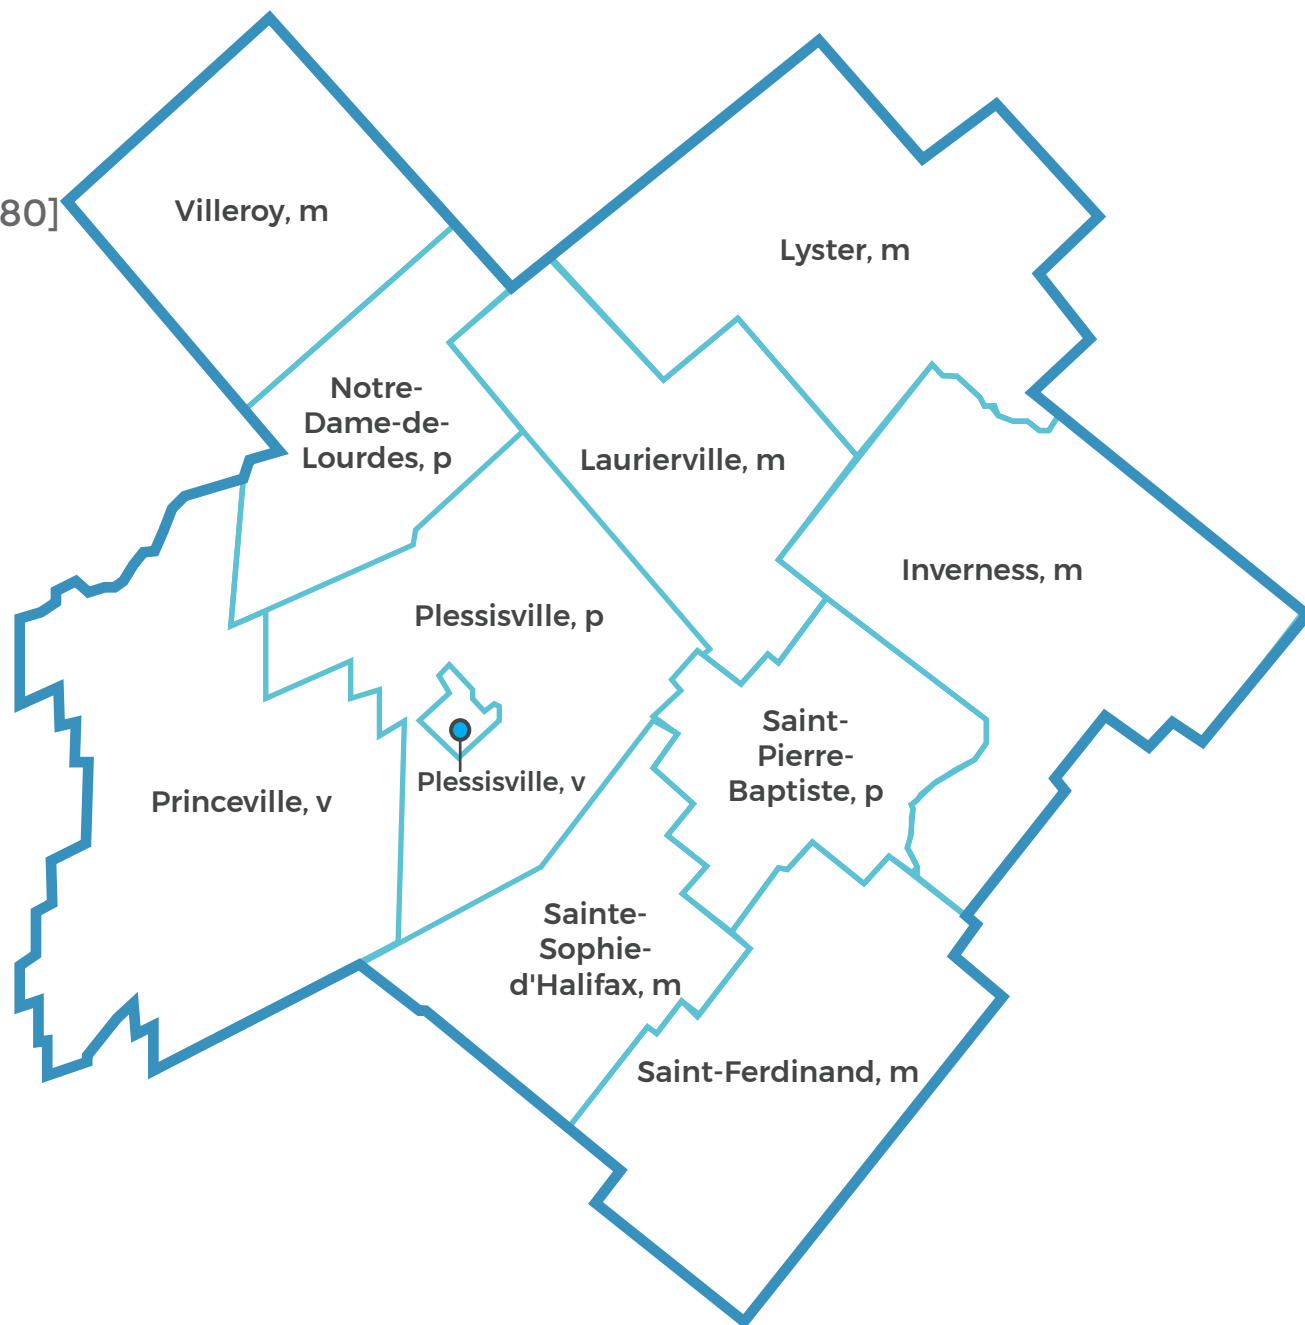 80]
Villeroy, m
Lyster, m
Notre-
Dame-de-
Lourdes, p
Laurierville, m
Inverness, m
Plessisville, p
Saint-
Pierre-
Baptiste, p
Plessisville, v
Princeville, v
Sainte-
Sophie-
d'Halifax, m
Saint-Ferdinand, m